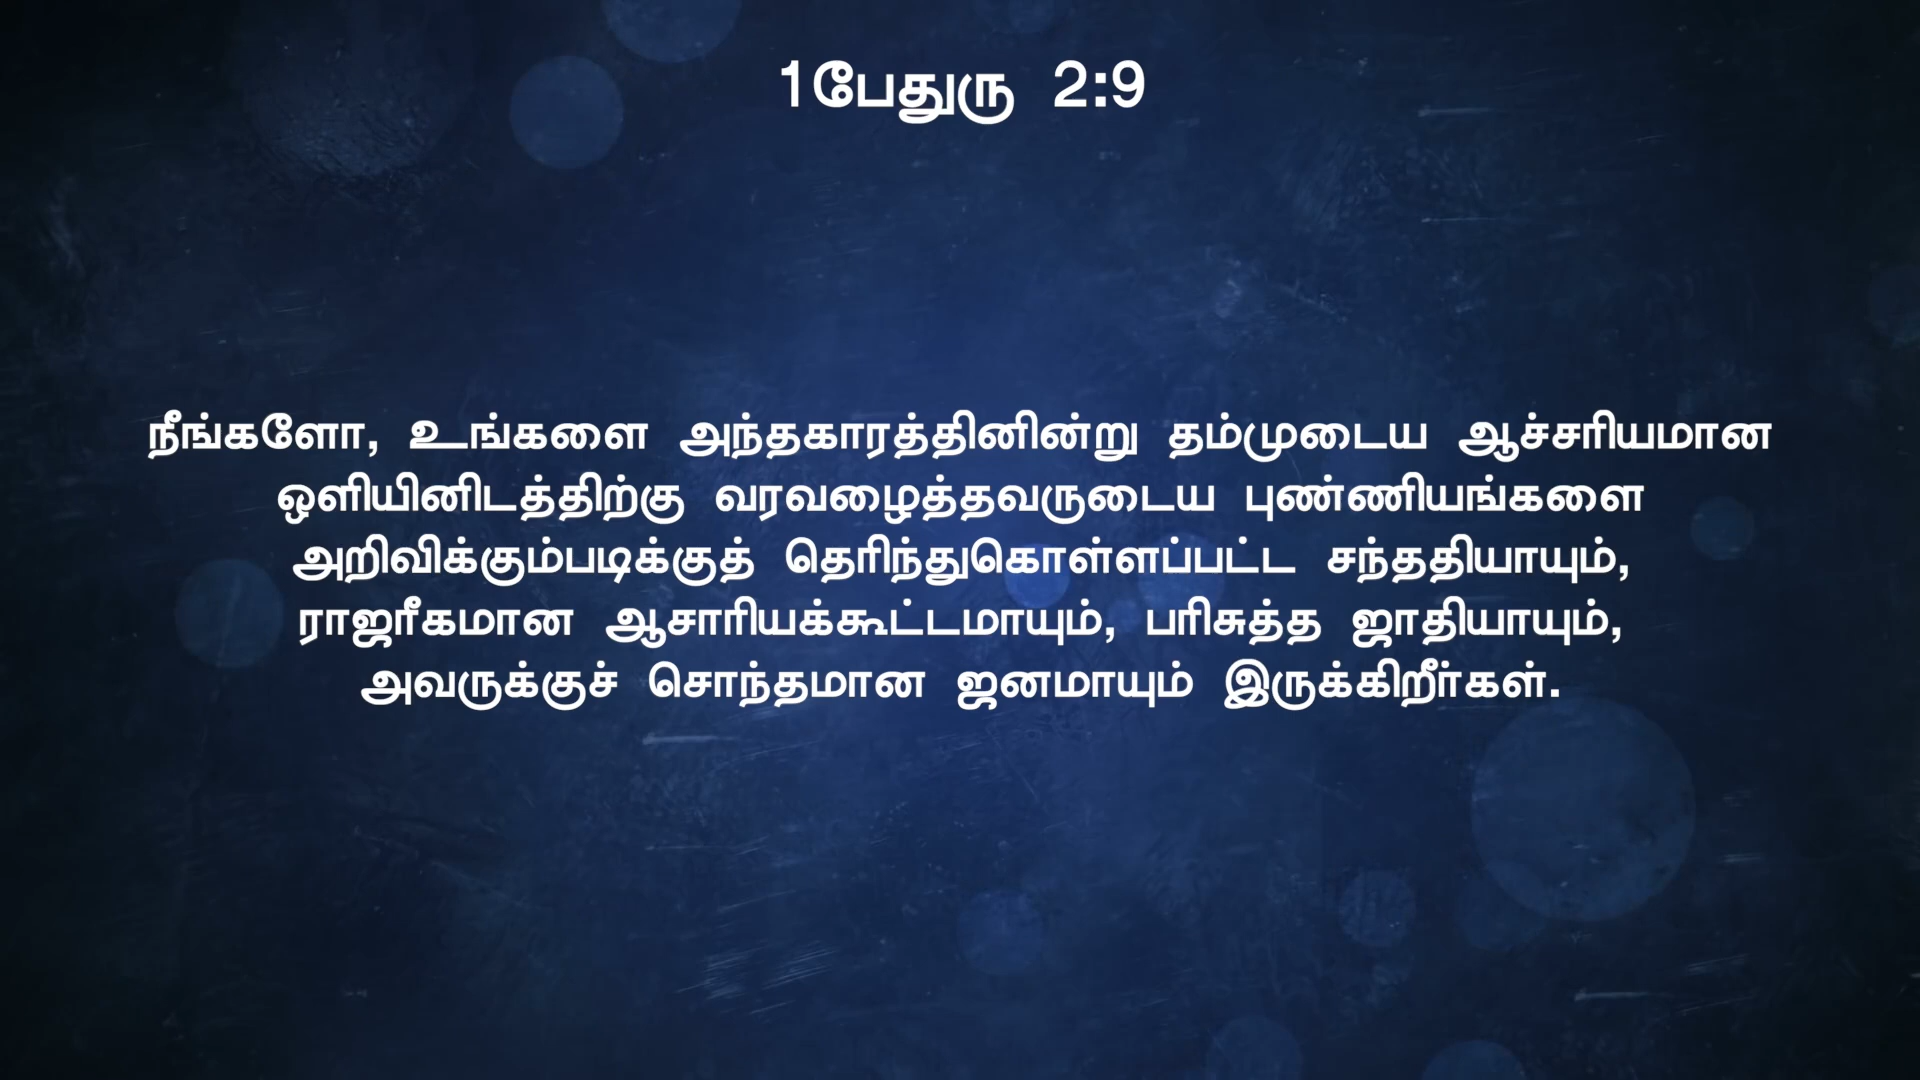 1பேதுரு 2:9
நீங்களோ, உங்களை அந்தகாரத்தினின்று தம்முடைய ஆச்சரியமான
ஒளியினிடத்திற்கு வரவழைத்தவருடைய புண்ணியங்களை
அறிவிக்கும்படிக்குத் தெரிந்துகொள்ளப்பட்ட சந்ததியாயும்,
ராஜரீகமான ஆசாரியக்கூட்டமாயும், பரிசுத்த ஜாதியாயும்,
அவருக்குச் சொந்தமான ஜனமாயும் இருக்கிறீர்கள்.